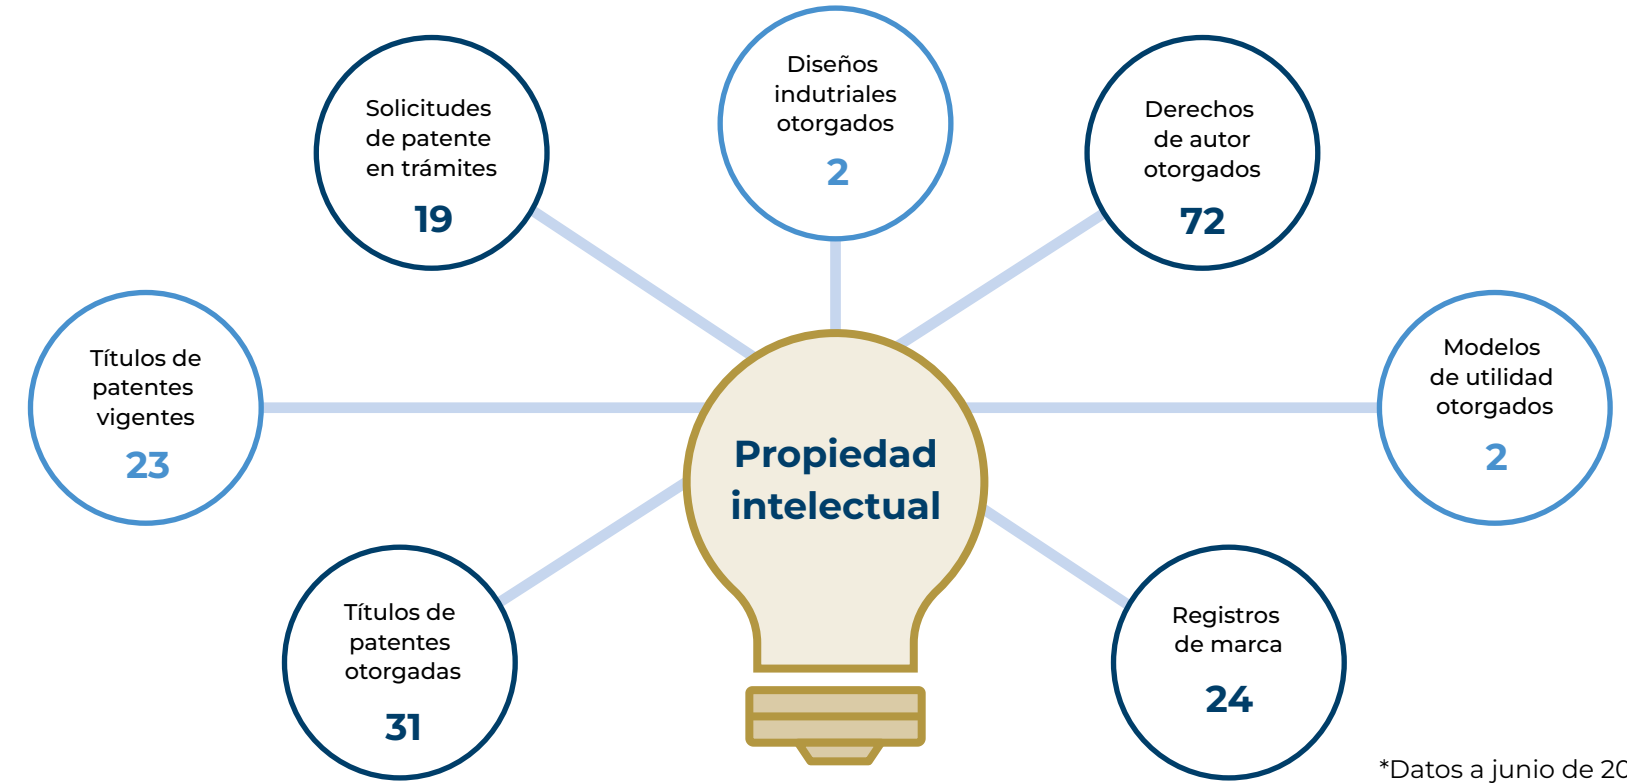 Diseños
indutriales
otorgados
2
Solicitudes
de patente
en trámites
19
Derechos
de autor
otorgados
72
Títulos de
patentes
vigentes
23
Modelos
de utilidad
otorgados
2
Propiedad
intelectual
Títulos de
patentes
otorgadas
31
Registros
de marca
24
*Datos a junio de 20